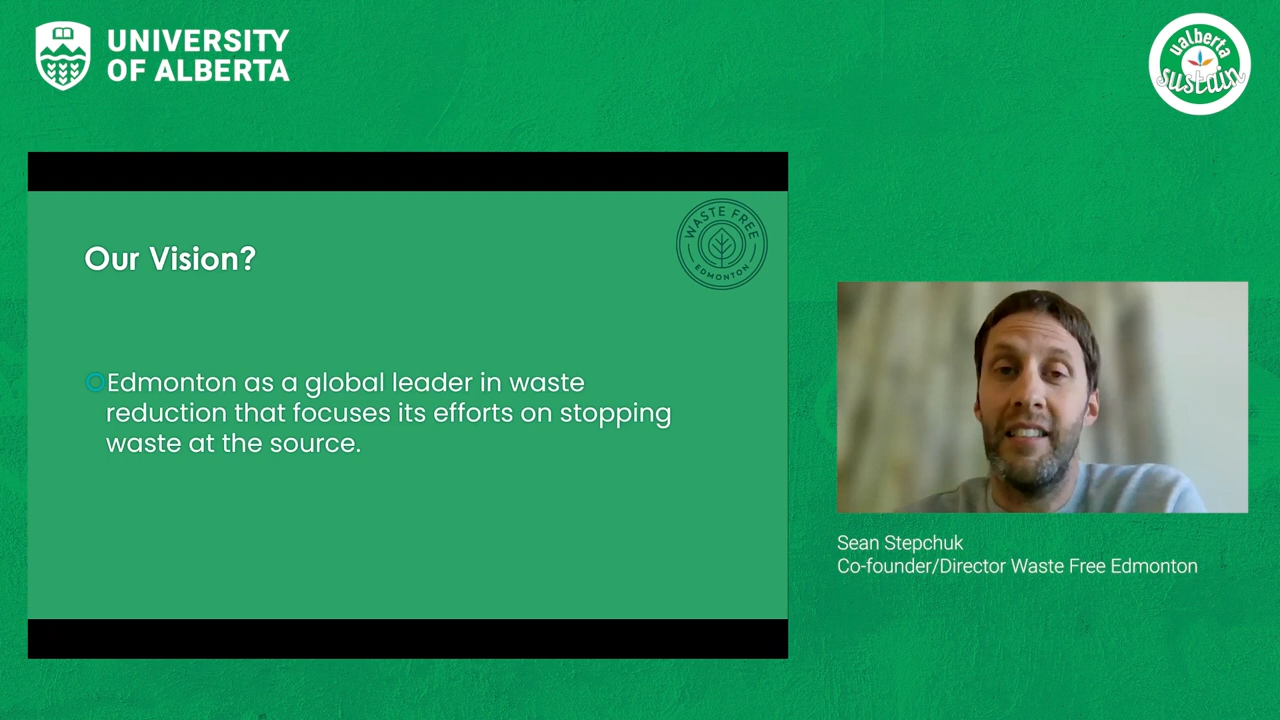 UNIVERSITY
OF ALBERTA
ualberta
sustain
WASTE FREE
EDMONTON
Our Vision?
Edmonton as a global leader in waste
reduction that focuses its efforts on stopping
waste at the source.
Sean Stepchuk
Co-founder/Director Waste Free Edmonton